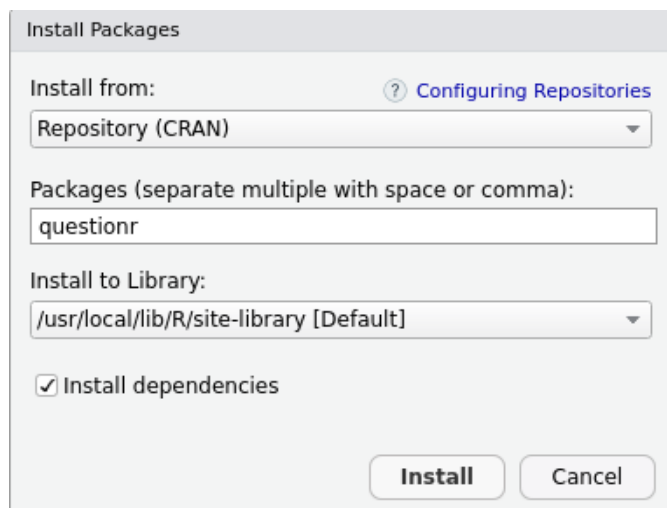 Install Packages
Install from:
? Configuring Repositories
Repository (CRAN)
Packages (separate multiple with space or comma):
questionr
Install to Library:
/usr/local/lib/R/site-library [Default]
Install dependencies
Install Cancel